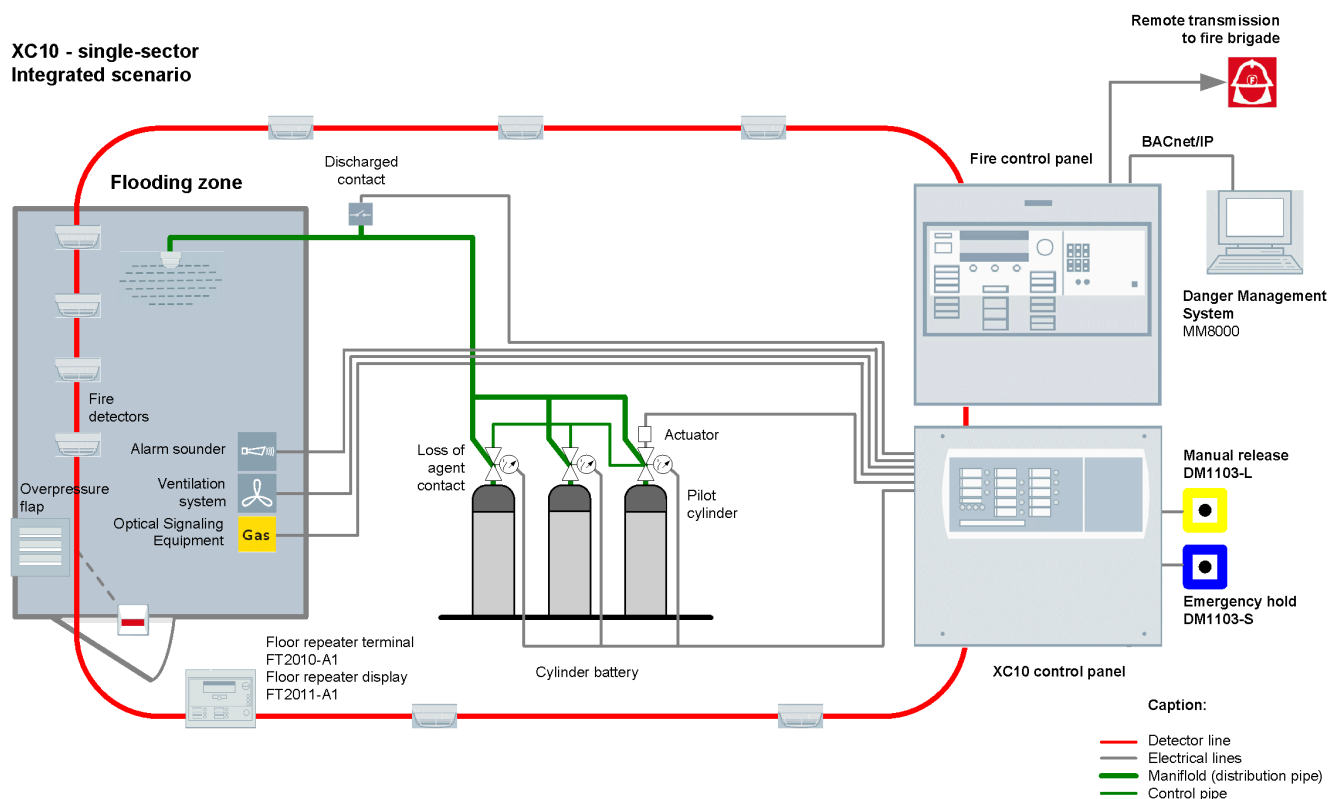 XC10 - single-sector
Integrated scenario
Remote transmission
to fire brigade
F
Fire control panel
BACnet/IP
Discharged
contact
Flooding zone
Danger Management
System
MM8000
Fire
detectors
Alarm sounder
Ventilation
system
Optical Signaling
Equipment
Gas
Overpressure
flap
Loss of
agent
contact
Actuator
Pilot
cylinder
Manual release
DM1103-L
Emergency hold
DM1103-S
Floor repeater terminal
FT2010-A1
Floor repeater display
FT2011-A1
Cylinder battery
XC10 control panel
Caption:
Detector line
Electrical lines
Maniflold (distribution pipe)
Control pipe